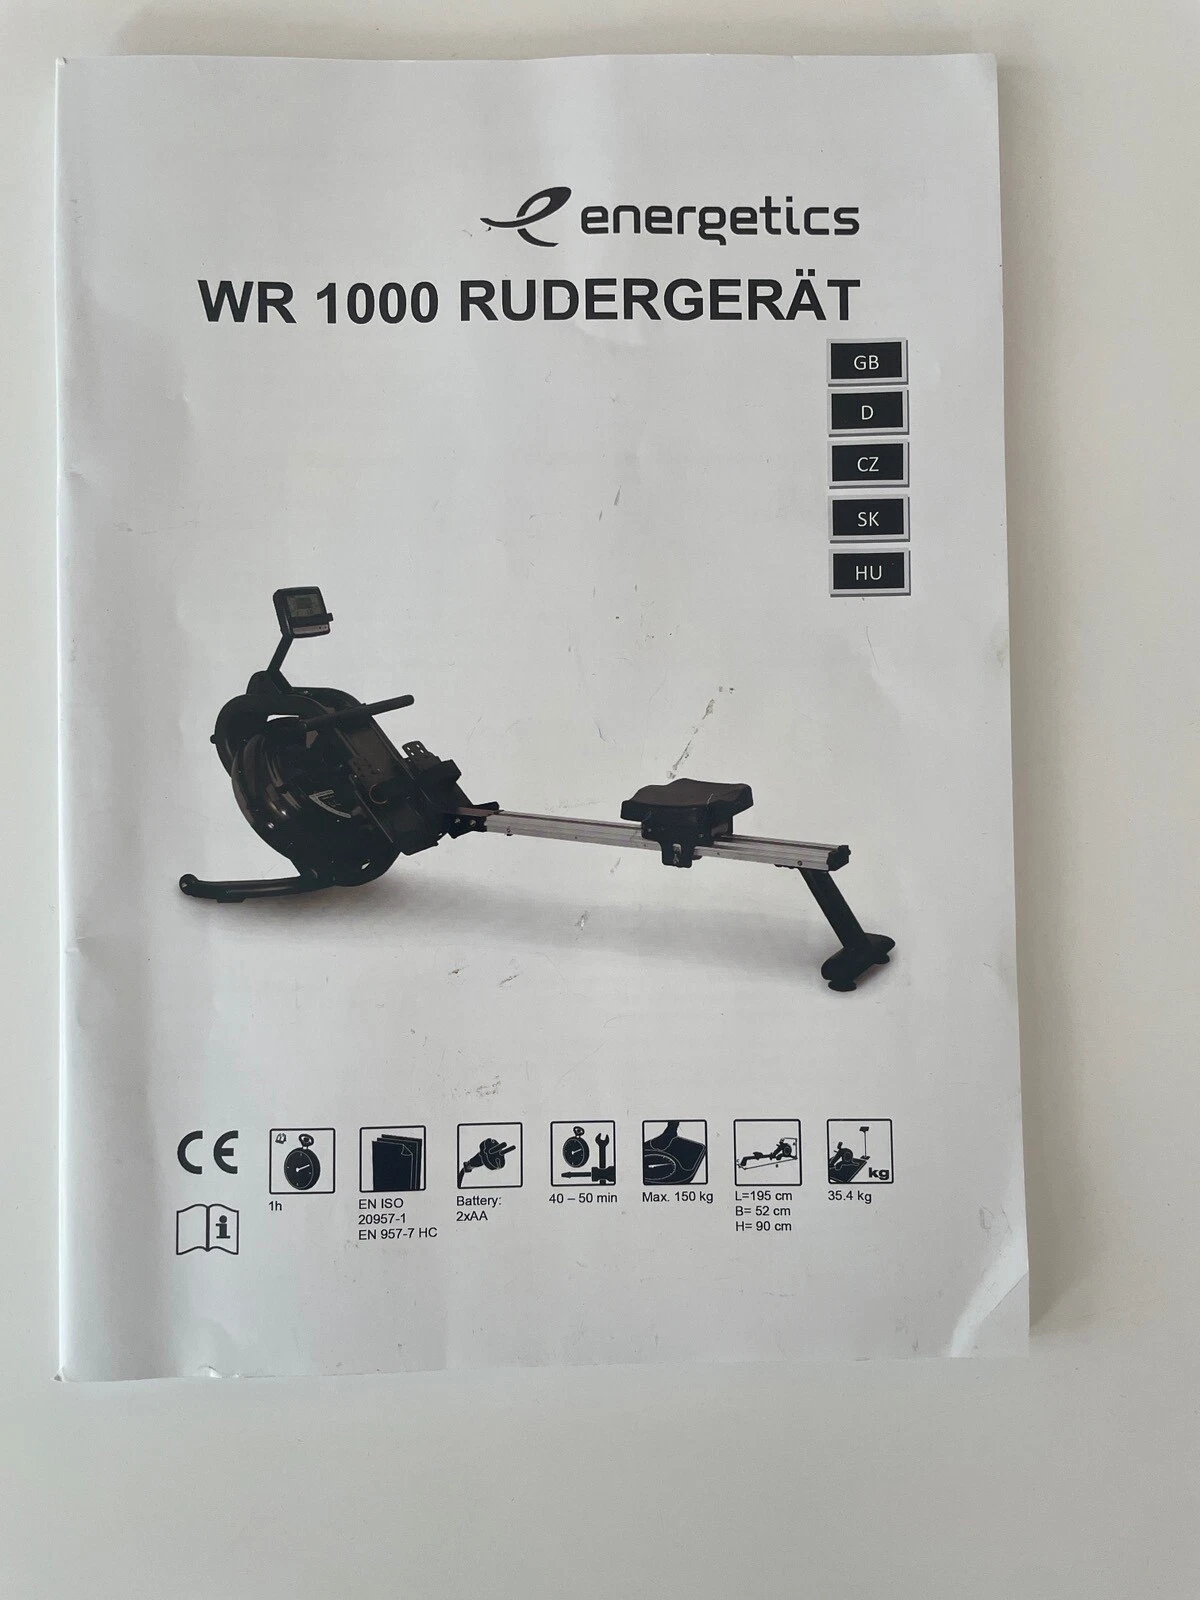 energetics
WR 1000 RUDERGERÄT
GB
D
CZ
SK
HU
CE
i
1h
EN ISO
20957-1
EN 957-7 HC
Battery:
2xAA
40 – 50 min
Max. 150 kg
L=195 cm
B= 52 cm
H= 90 cm
kg
35.4 kg